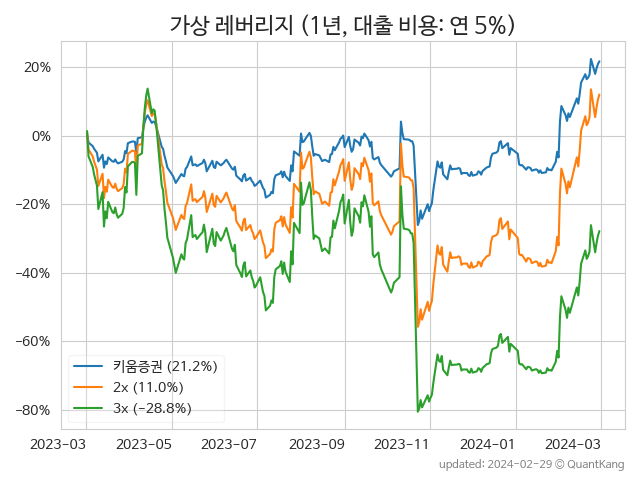 가상 레버리지 (1년, 대출 비용: 연 5%)
20%
0%
−20%
−40%
−60%
−80%
키움증권 (21.2%)
2x (11.0%)
3x (−28.8%)
2023-03 2023-05 2023-07 2023-09 2023-11 2024-01 2024-03
updated: 2024-02-29 ⓒ QuantKang